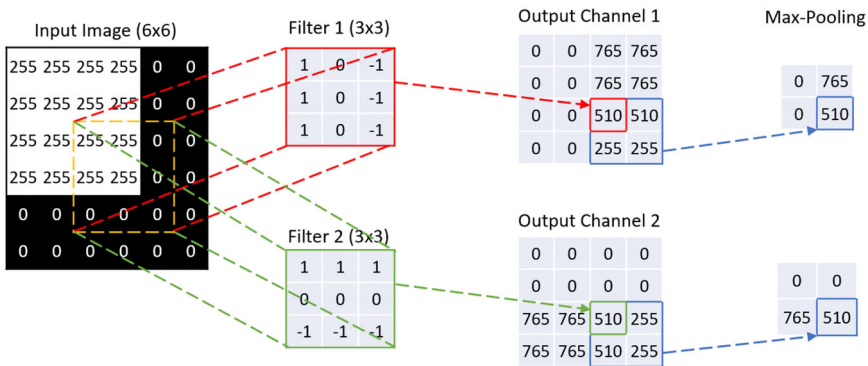 Input Image (6x6)
255 255 255 255 0 0
255 255 255 255 0 0
255 255 255 255 0 0
255 255 255 255 0 0
0 0 0 0 0 0
0 0 0 0 0 0
Filter 1 (3x3)
1 0 -1
1 0 -1
1 0 -1
Filter 2 (3x3)
1 1 1
0 0 0
-1 -1 -1
Output Channel 1
0 0 765 765
0 0 765 765
0 0 510 510
0 0 255 255
Output Channel 2
0 0 0 0
0 0 0 0
765 765 510 255
765 765 510 255
Max-Pooling
0 765
0 510
0 0
765 510